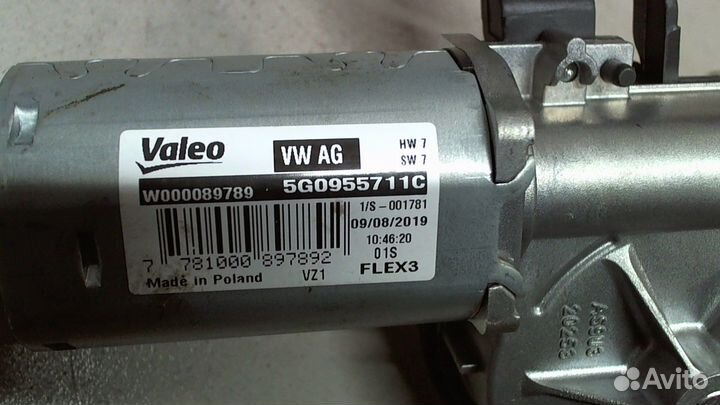 Valeo
VW AG
HW 7
SW 7
W000089789 5G0955711C
1/S-001781
09/08/2019
10:46:20
7 781000 897892
VZ1
01S
Made in Poland
FLEX3
20253
Avito